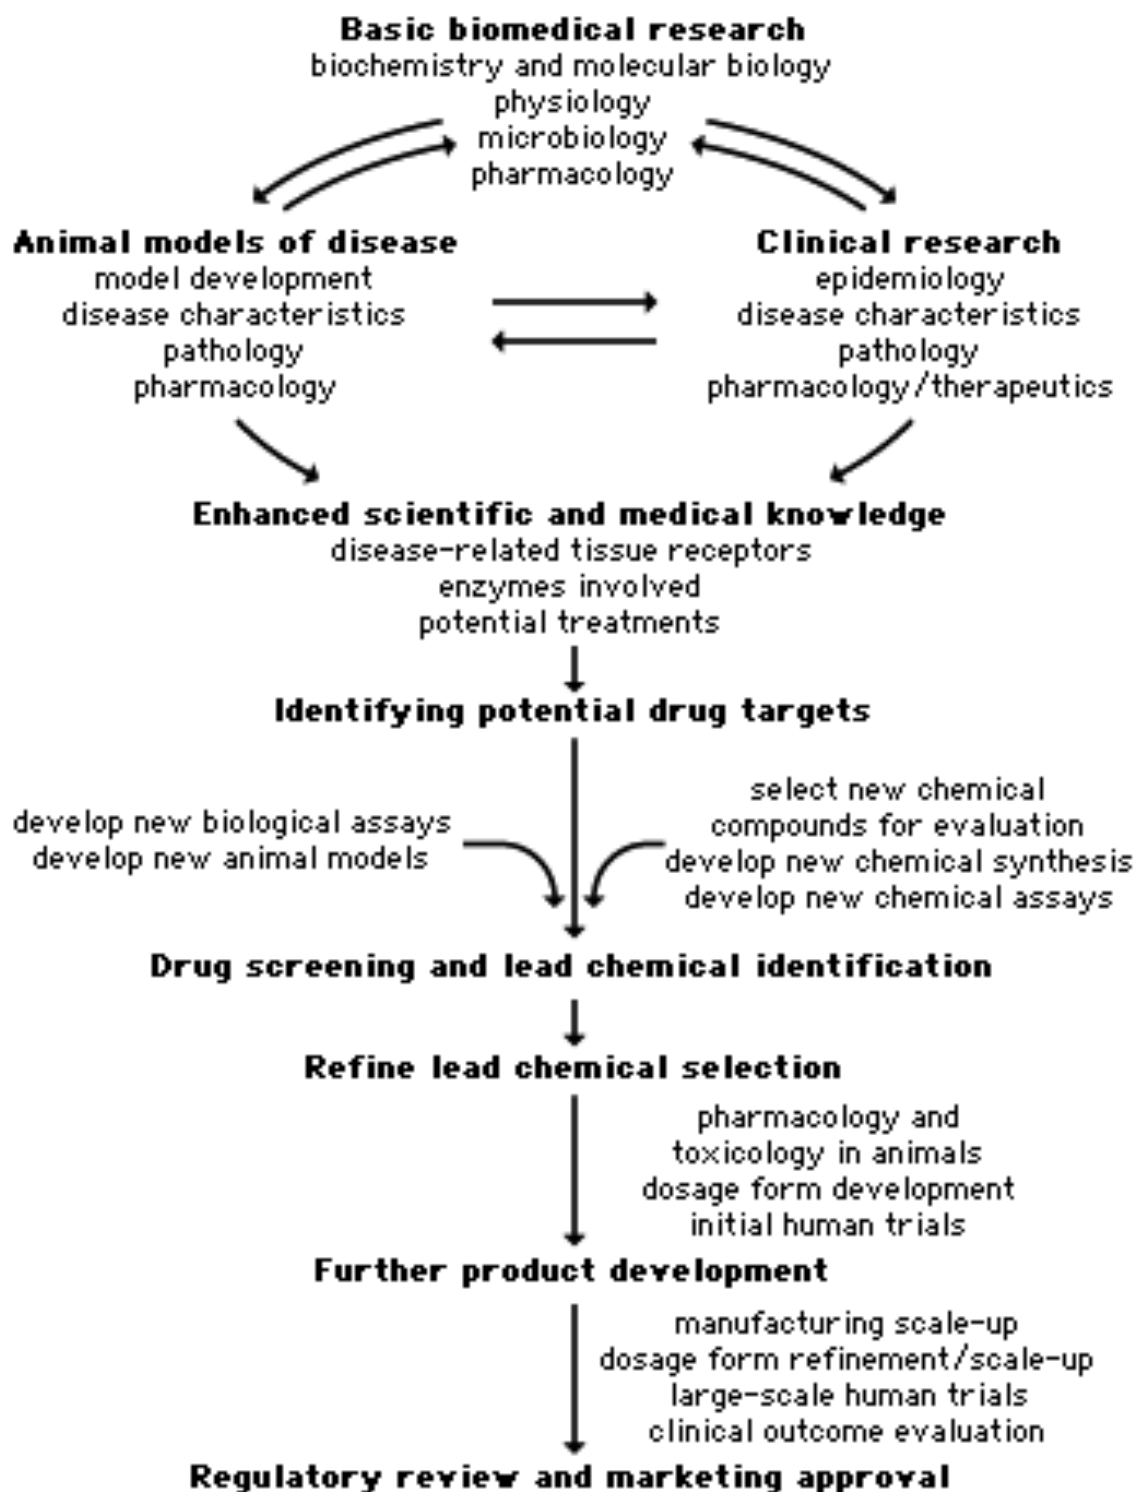 Basic biomedical research
biochemistry and molecular biology
physiology
microbiology
pharmacology
Animal models of disease
model development
disease characteristics
pathology
pharmacology
Clinical research
epidemiology
disease characteristics
pathology
pharmacology/therapeutics
Enhanced scientific and medical knowledge
disease-related tissue receptors
enzymes involved
potential treatments
Identifying potential drug targets
develop new biological assays
develop new animal models
select new chemical
compounds for evaluation
develop new chemical synthesis
develop new chemical assays
Drug screening and lead chemical identification
Refine lead chemical selection
pharmacology and
toxicology in animals
dosage form development
initial human trials
Further product development
manufacturing scale-up
dosage form refinement/scale-up
large-scale human trials
clinical outcome evaluation
Regulatory review and marketing approval